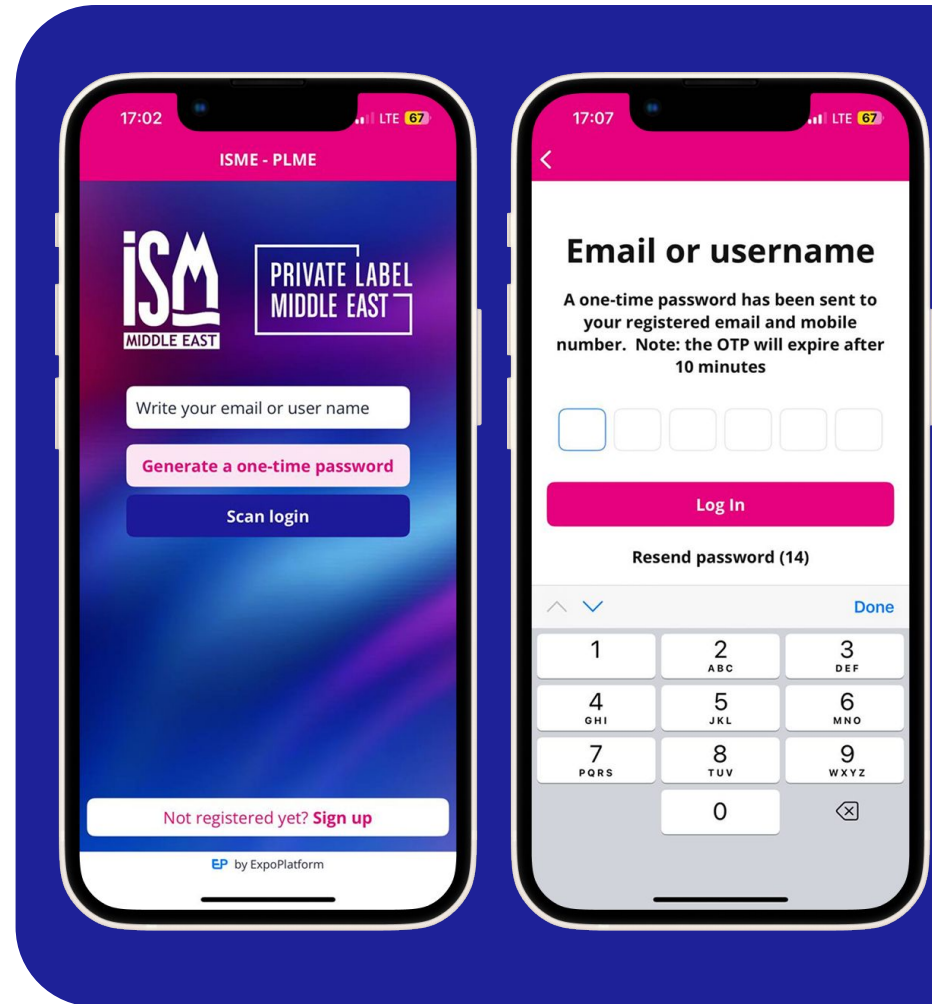 17:02
LTE 67
ISME - PLME
iSM
MIDDLE EAST
PRIVATE LABEL
MIDDLE EAST
Write your email or user name
Generate a one-time password
Scan login
Not registered yet? Sign up
EP by ExpoPlatform
17:07
LTE 67
Email or username
A one-time password has been sent to
your registered email and mobile
number. Note: the OTP will expire after
10 minutes
Log In
Resend password (14)
Done
1
2
ABC
3
DEF
4
GHI
5
JKL
6
MNO
7
PQRS
8
TUV
9
WXYZ
0